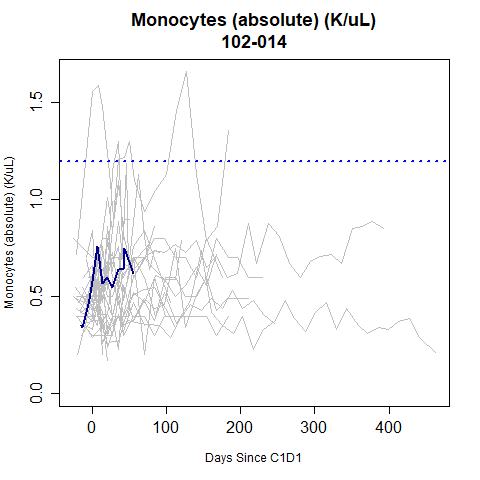 Monocytes (absolute) (K/uL)
102-014
Monocytes (absolute) (K/uL)
1.5
1.0
0.5
0.0
0 100 200 300 400
Days Since C1D1